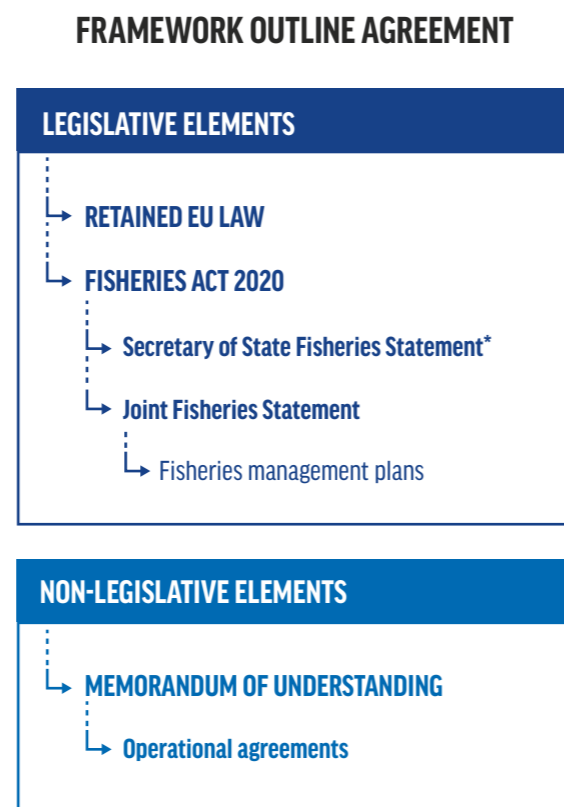 FRAMEWORK OUTLINE AGREEMENT
LEGISLATIVE ELEMENTS
RETAINED EU LAW
FISHERIES ACT 2020
Secretary of State Fisheries Statement*
Joint Fisheries Statement
Fisheries management plans
NON-LEGISLATIVE ELEMENTS
MEMORANDUM OF UNDERSTANDING
Operational agreements